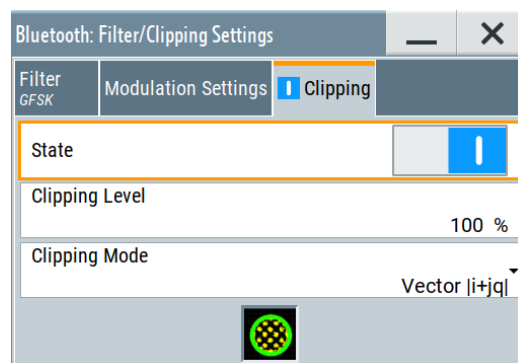 Bluetooth: Filter/Clipping Settings
Filter
GFSK
Modulation Settings
Clipping
State
Clipping Level
100 %
Clipping Mode
Vector |i+jq|